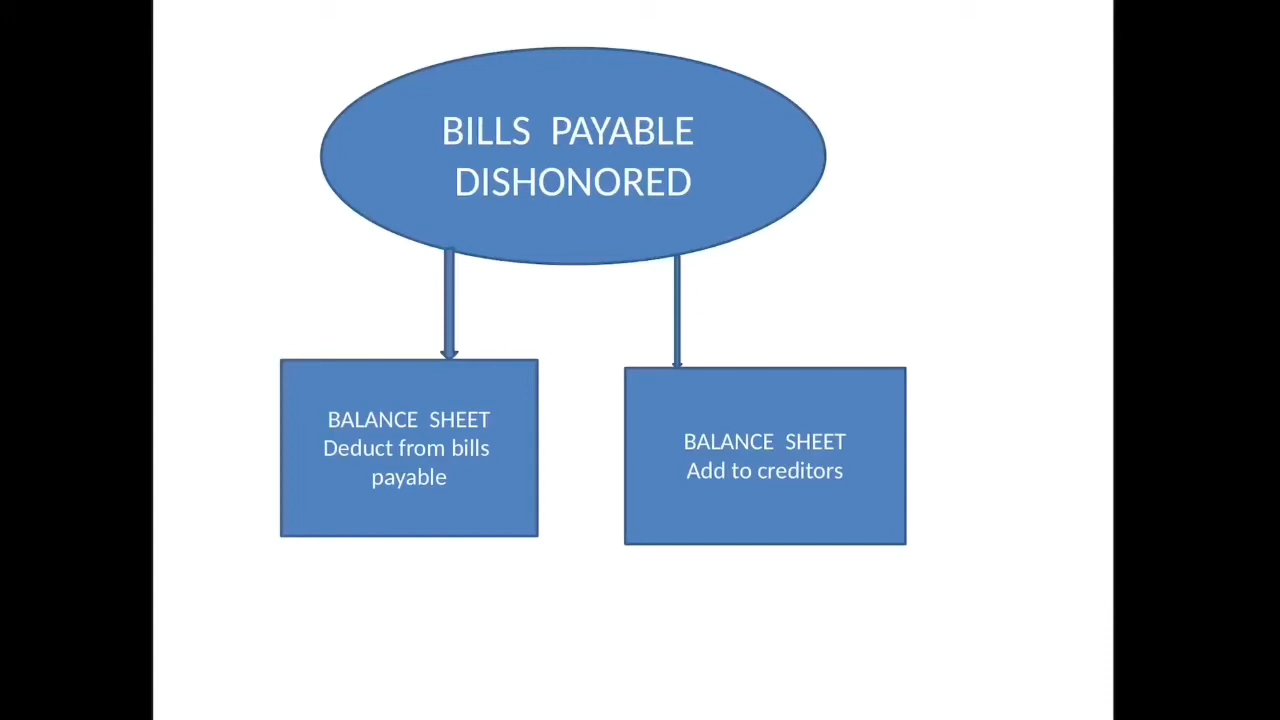 BILLS PAYABLE
DISHONORED
BALANCE SHEET
Deduct from bills
payable
BALANCE SHEET
Add to creditors